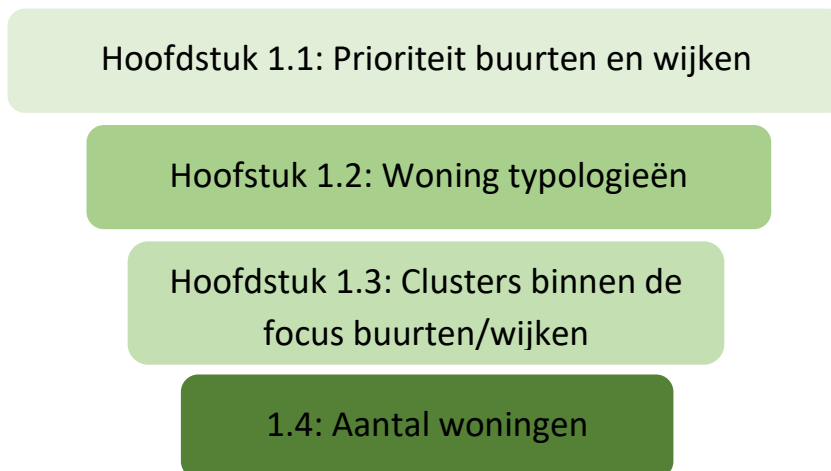 Hoofdstuk 1.1: Prioriteit buurten en wijken
Hoofstuk 1.2: Woning typologieën
Hoofdstuk 1.3: Clusters binnen de
focus buurten/wijken
1.4: Aantal woningen